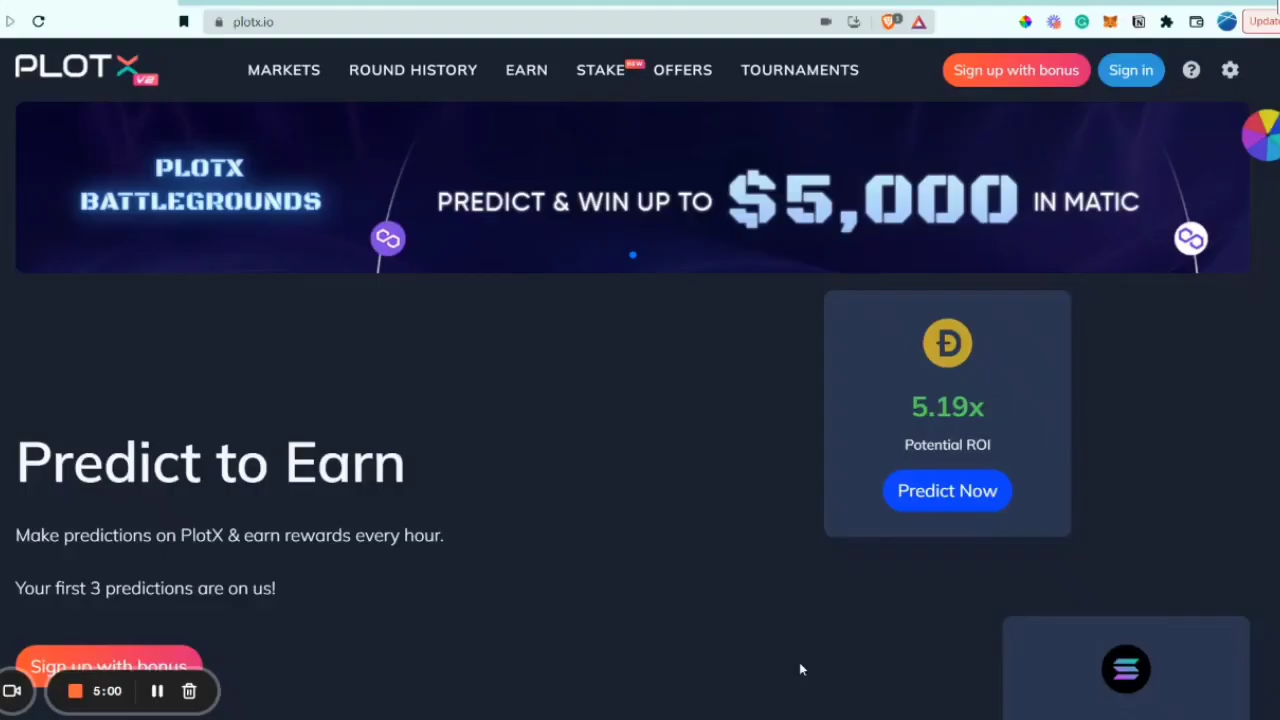 plotx.io
Update
PLOTX V2
MARKETS
ROUND HISTORY
EARN
STAKE NEW
OFFERS
TOURNAMENTS
Sign up with bonus
Sign in
PLOTX
BATTLEGROUNDS
PREDICT & WIN UP TO $5,000 IN MATIC
5.19x
Potential ROI
Predict Now
Predict to Earn
Make predictions on PlotX & earn rewards every hour.
Your first 3 predictions are on us!
Sign up with bonus
5:00